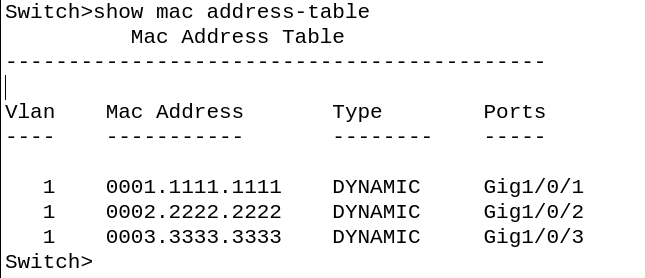 Switch>show mac address-table
          Mac Address Table
-------------------------------------------
Vlan    Mac Address       Type        Ports
----    -----------       --------    -----
   1    0001.1111.1111    DYNAMIC     Gig1/0/1
   1    0002.2222.2222    DYNAMIC     Gig1/0/2
   1    0003.3333.3333    DYNAMIC     Gig1/0/3
Switch>